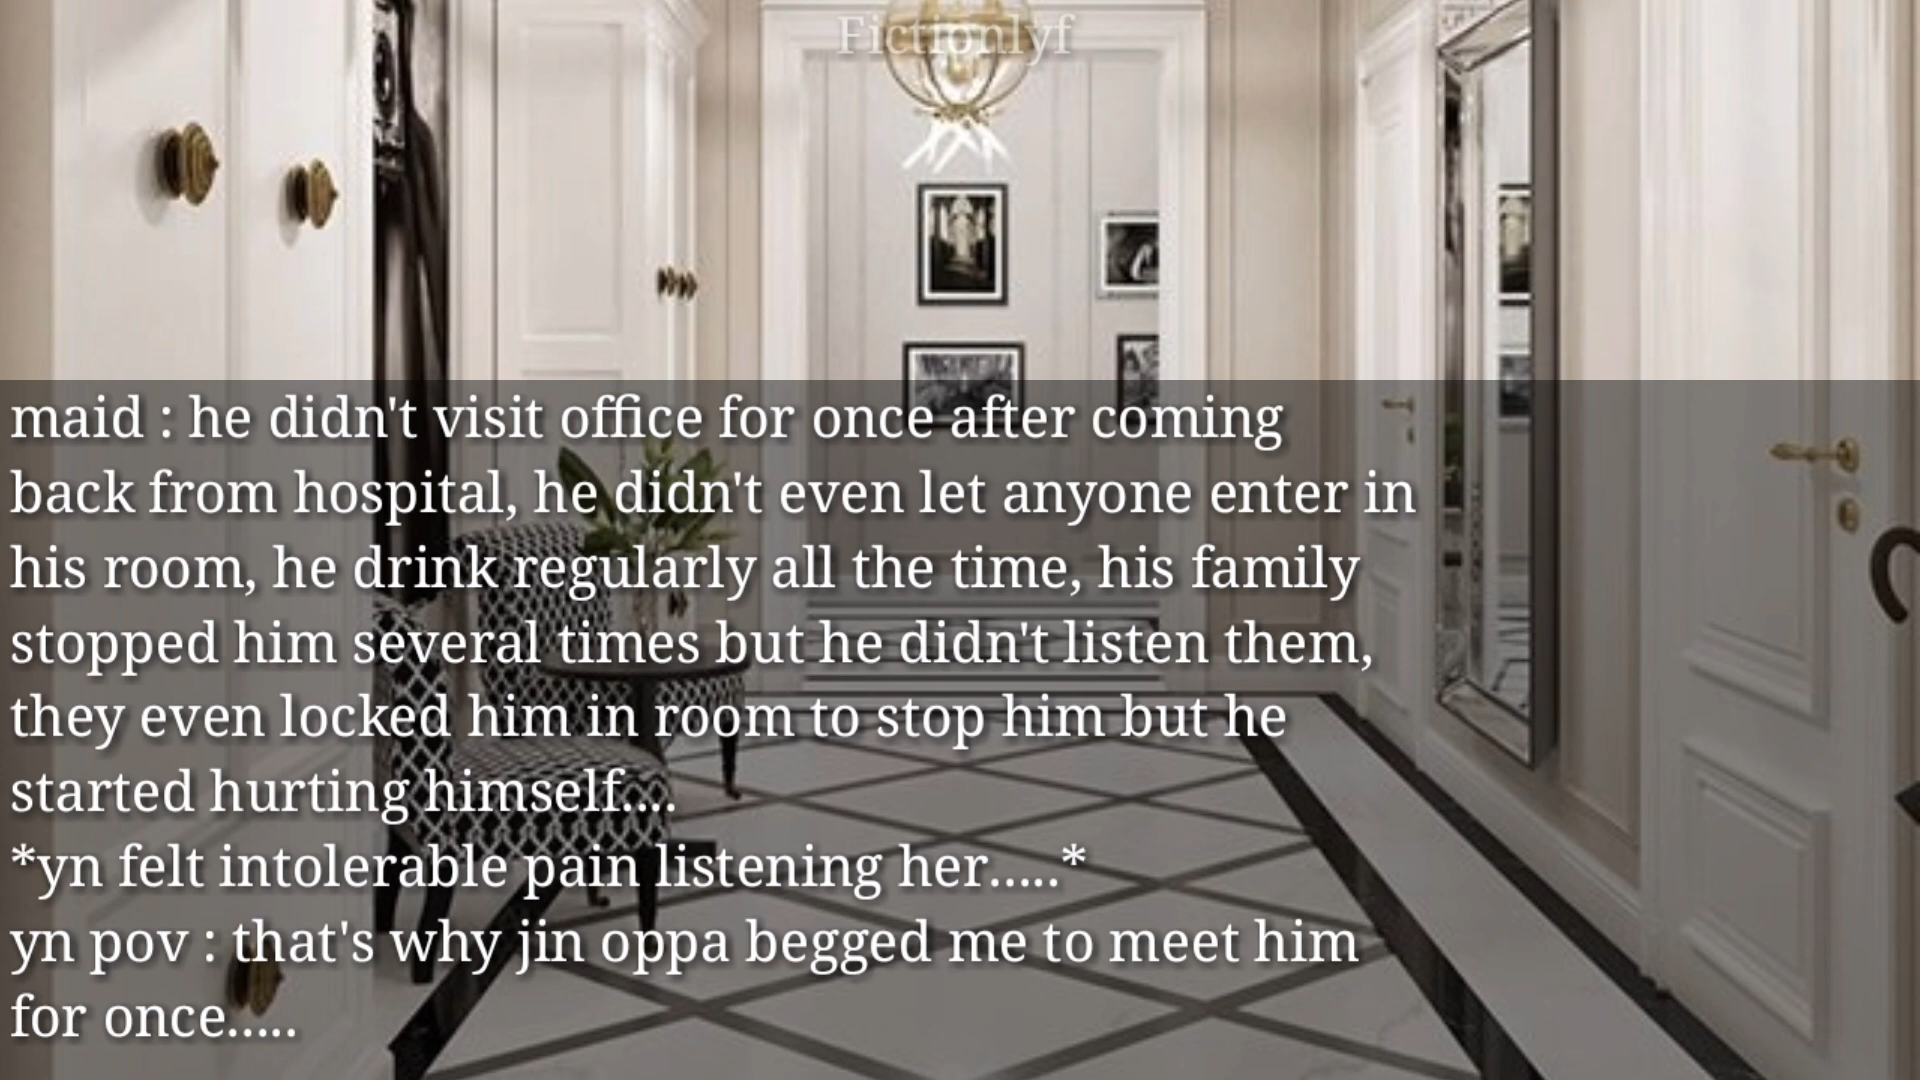 Fictionlyf
maid : he didn't visit office for once after coming
back from hospital, he didn't even let anyone enter in
his room, he drink regularly all the time, his family
stopped him several times but he didn't listen them,
they even locked him in room to stop him but he
started hurting himself....
*yn felt intolerable pain listening her.....*
yn pov : that's why jin oppa begged me to meet him
for once.....